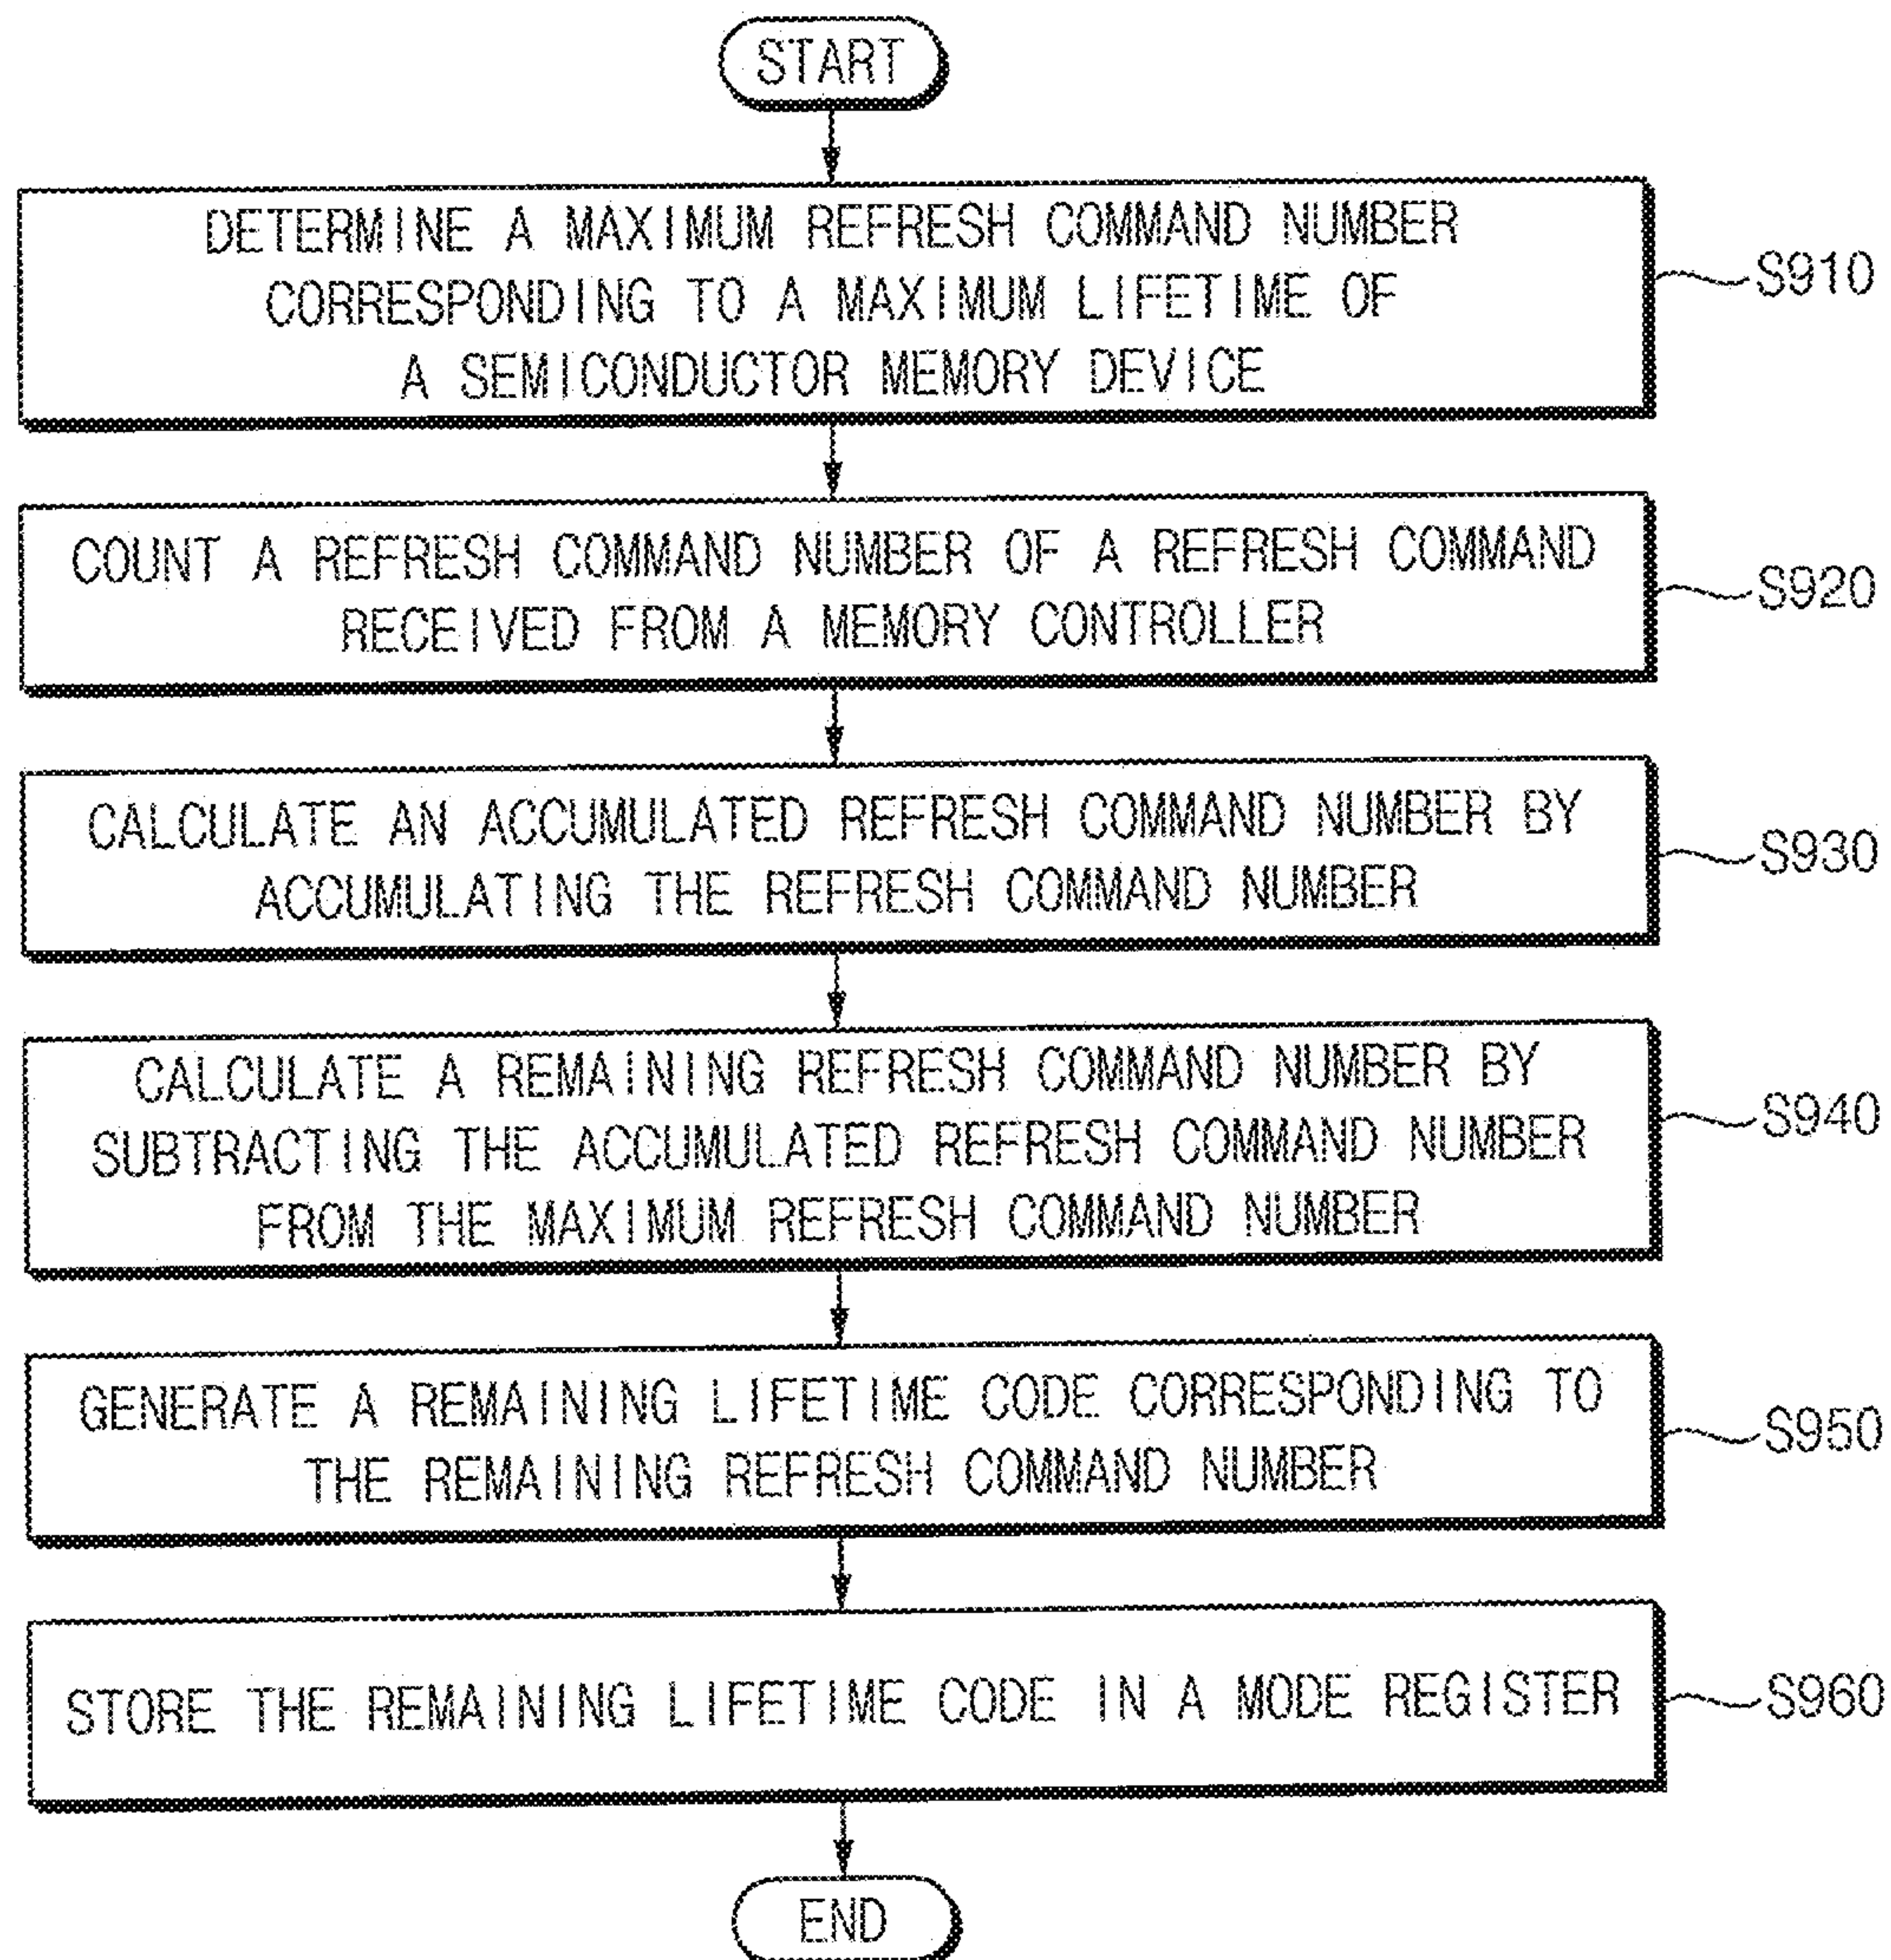 START
DETERMINE A MAXIMUM REFRESH COMMAND NUMBER
CORRESPONDING TO A MAXIMUM LIFETIME OF
A SEMICONDUCTOR MEMORY DEVICE
S910
COUNT A REFRESH COMMAND NUMBER OF A REFRESH COMMAND
RECEIVED FROM A MEMORY CONTROLLER
S920
CALCULATE AN ACCUMULATED REFRESH COMMAND NUMBER BY
ACCUMULATING THE REFRESH COMMAND NUMBER
S930
CALCULATE A REMAINING REFRESH COMMAND NUMBER BY
SUBTRACTING THE ACCUMULATED REFRESH COMMAND NUMBER
FROM THE MAXIMUM REFRESH COMMAND NUMBER
S940
GENERATE A REMAINING LIFETIME CODE CORRESPONDING TO
THE REMAINING REFRESH COMMAND NUMBER
S950
STORE THE REMAINING LIFETIME CODE IN A MODE REGISTER
S960
END